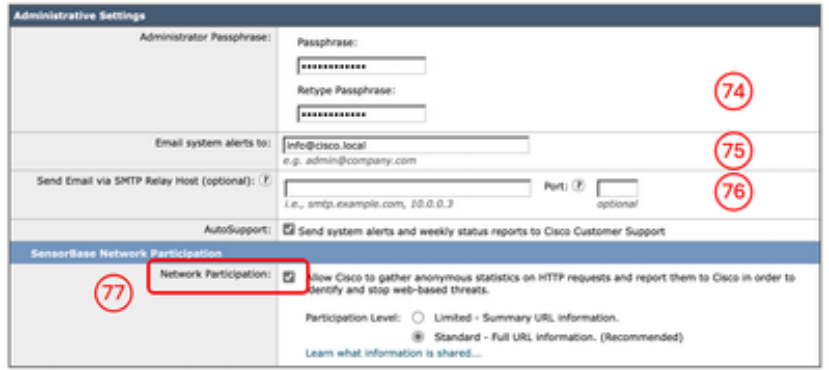 Administrative Settings
Administrator Passphrase:
Passphrase:
••••••••••••
Retype Passphrase:
••••••••••••
74
Email system alerts to:
info@cisco.local
75
e.g. admin@company.com
Send Email via SMTP Relay Host (optional): ?
Port: ?
76
i.e., smtp.example.com, 10.0.0.3
optional
AutoSupport:
Send system alerts and weekly status reports to Cisco Customer Support
SensorBase Network Participation
Network Participation:
Allow Cisco to gather anonymous statistics on HTTP requests and report them to Cisco in order to
identify and stop web-based threats.
77
Participation Level:
Limited - Summary URL information.
Standard - Full URL information. (Recommended)
Learn what information is shared...